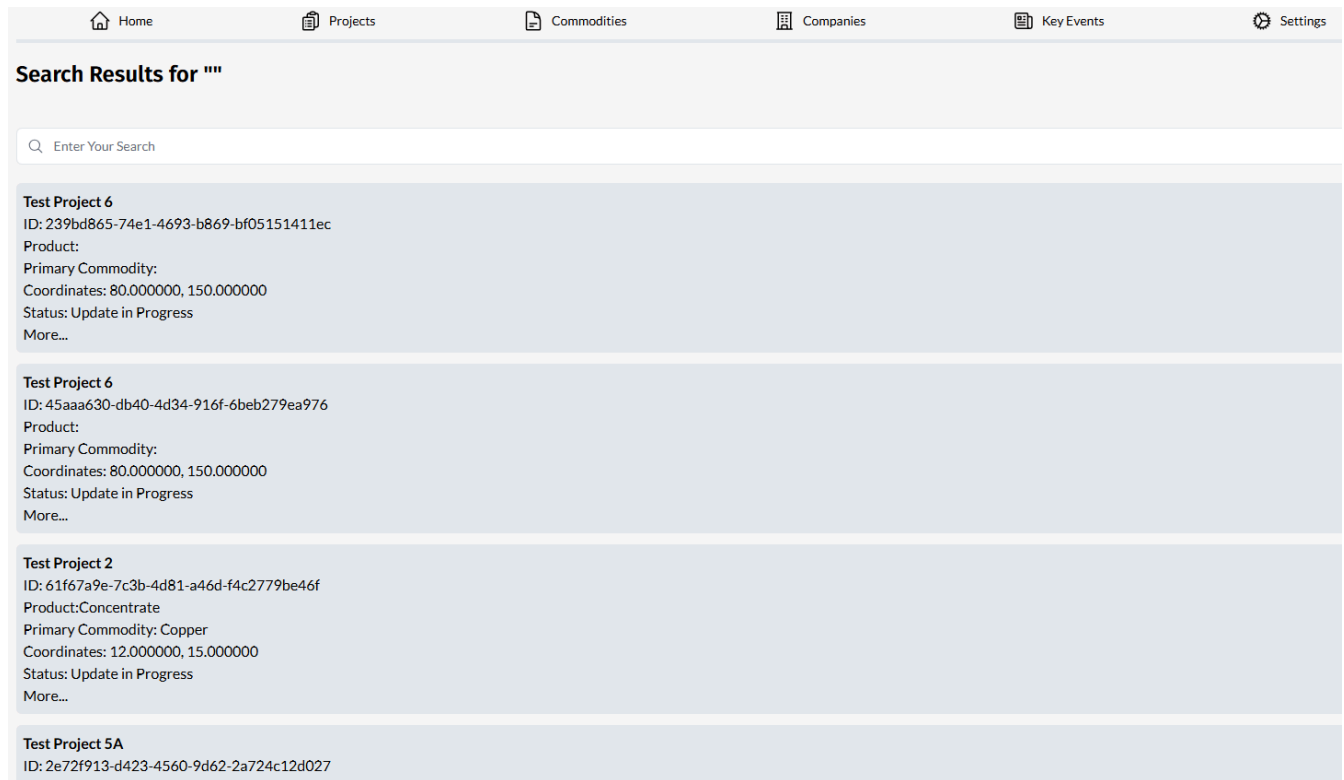 Home Projects Commodities Companies Key Events Settings
Search Results for ""
Enter Your Search
Test Project 6
ID: 239bd865-74e1-4693-b869-bf05151411ec
Product:
Primary Commodity:
Coordinates: 80.000000, 150.000000
Status: Update in Progress
More...
Test Project 6
ID: 45aaa630-db40-4d34-916f-6beb279ea976
Product:
Primary Commodity:
Coordinates: 80.000000, 150.000000
Status: Update in Progress
More...
Test Project 2
ID: 61f67a9e-7c3b-4d81-a46d-f4c2779be46f
Product:Concentrate
Primary Commodity: Copper
Coordinates: 12.000000, 15.000000
Status: Update in Progress
More...
Test Project 5A
ID: 2e72f913-d423-4560-9d62-2a724c12d027